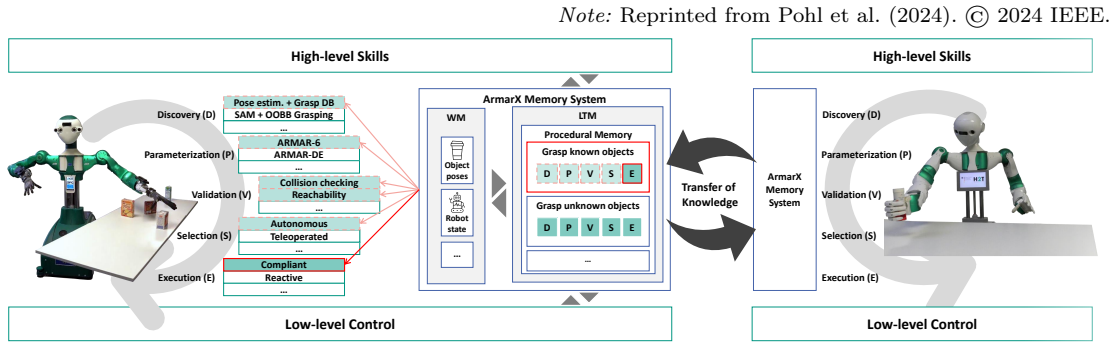 Note: Reprinted from Pohl et al. (2024). © 2024 IEEE.
High-level Skills
Discovery (D)
Parameterization (P)
Validation (V)
Selection (S)
Execution (E)
Pose estim. + Grasp DB
SAM + OOBB Grasping
...
ARMAR-6
ARMAR-DE
...
Collision checking
Reachability
...
Autonomous
Teleoperated
...
Compliant
Reactive
...
ArmarX Memory System
WM
Object
poses
Robot
state
...
LTM
Procedural Memory
Grasp known objects
D P V S E
Grasp unknown objects
D P V S E
...
Low-level Control
Transfer of
Knowledge
High-level Skills
ArmarX
Memory
System
Discovery (D)
Parameterization (P)
Validation (V)
Selection (S)
Execution (E)
H2T
Low-level Control